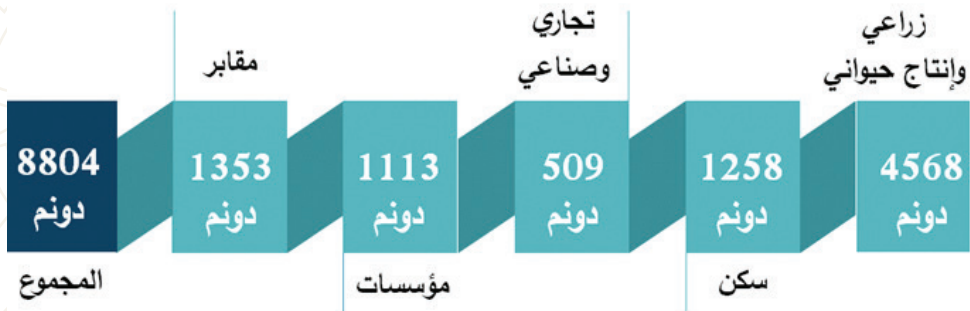 زراعي
وإنتاج حيواني
4568
دونم
سكن
1258
دونم
تجاري
وصناعي
509
دونم
مؤسسات
1113
دونم
مقابر
1353
دونم
المجموع
8804
دونم